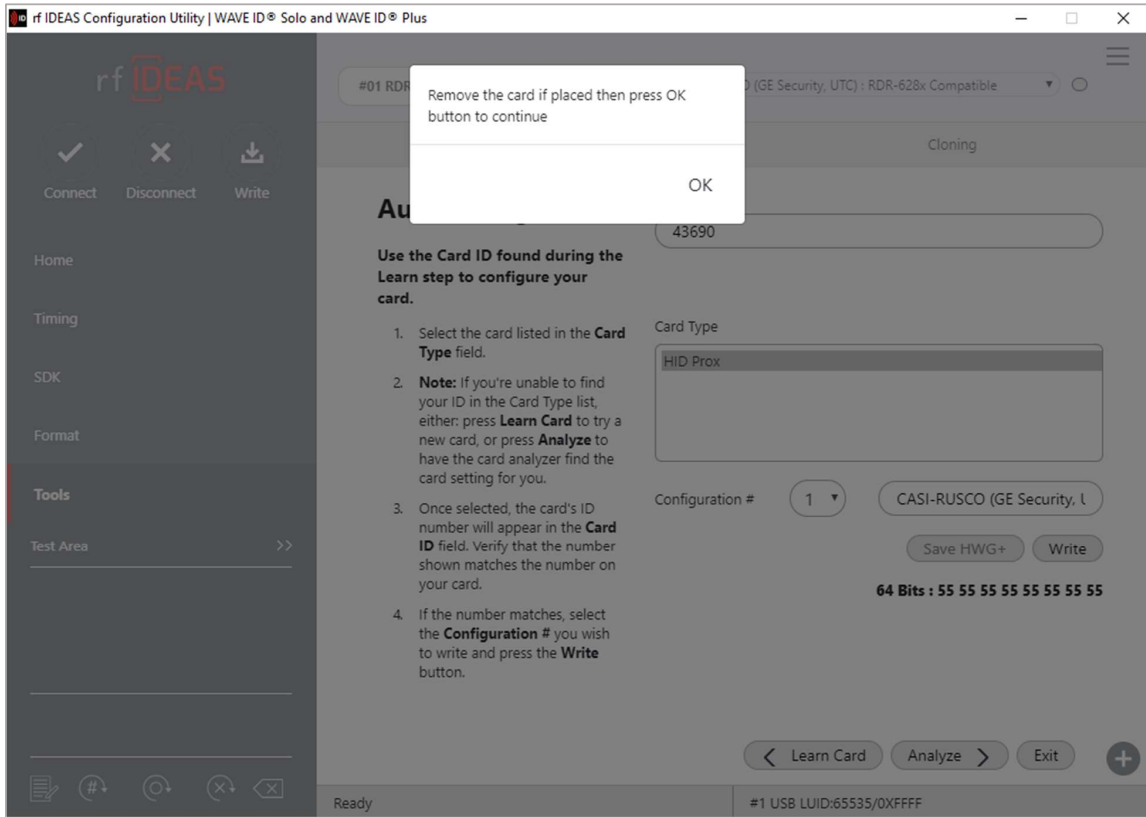 rf IDEAS Configuration Utility | WAVE ID® Solo and WAVE ID® Plus
rf IDEAS
Connect Disconnect Write
Home
Timing
SDK
Format
Tools
Test Area >>
#01 RDR
(GE Security, UTC) : RDR-628x Compatible
Cloning
Remove the card if placed then press OK
button to continue
OK
Au
Use the Card ID found during the
Learn step to configure your
card.
1. Select the card listed in the Card
Type field.
2. Note: If you're unable to find
your ID in the Card Type list,
either: press Learn Card to try a
new card, or press Analyze to
have the card analyzer find the
card setting for you.
3. Once selected, the card's ID
number will appear in the Card
ID field. Verify that the number
shown matches the number on
your card.
4. If the number matches, select
the Configuration # you wish
to write and press the Write
button.
43690
Card Type
HID Prox
Configuration # 1 CASI-RUSCO (GE Security, U
Save HWG+ Write
64 Bits : 55 55 55 55 55 55 55 55
Learn Card Analyze Exit
Ready #1 USB LUID:65535/0XFFFF